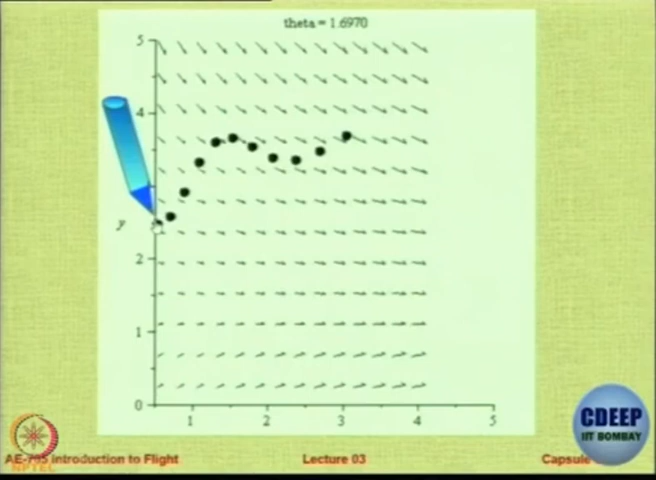 theta = 1.6970
5
4
y
2
1
0
1
2
3
4
5
CDEEP
IIT BOMBAY
Introduction to Flight
Lecture 03
Capsule
NPTEL